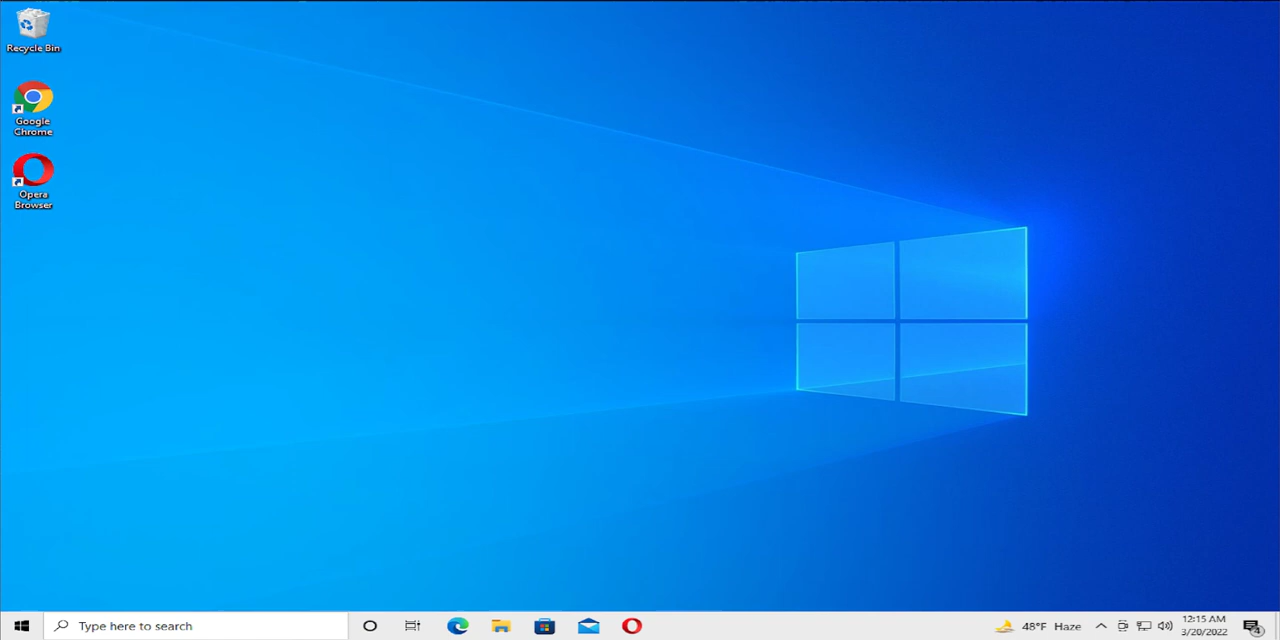 Recycle Bin
Google
Chrome
Opera
Browser
Type here to search
48°F Haze
12:15 AM
3/20/2022
4